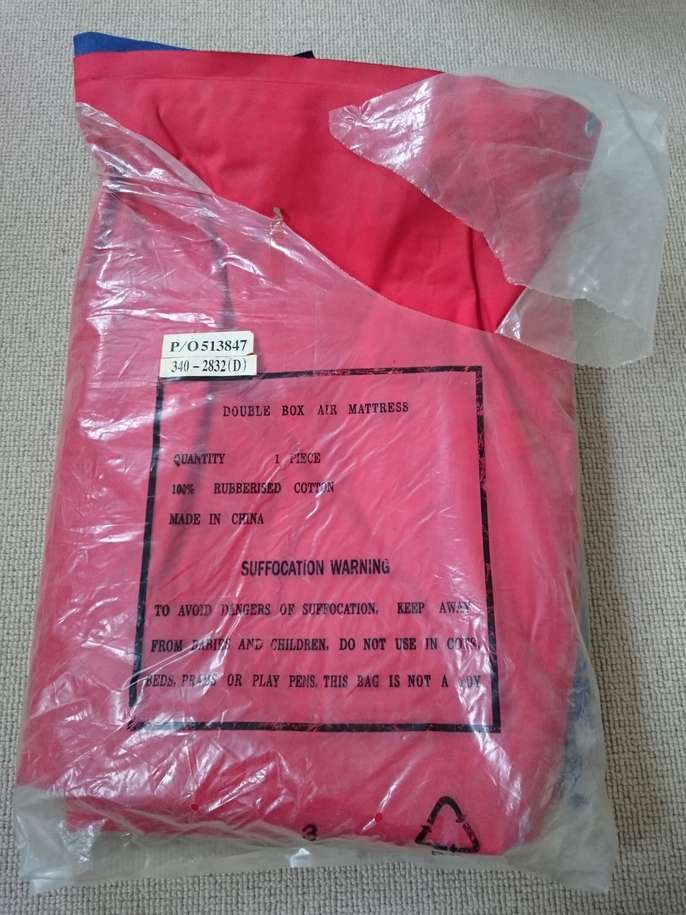 P/O 513847
340-2832(D)
DOUBLE BOX AIR MATTRESS
QUANTITY 1 PIECE
100% RUBBERISED COTTON
MADE IN CHINA
SUFFOCATION WARNING
TO AVOID DANGERS OF SUFFOCATION. KEEP AWAY
FROM BABIES AND CHILDREN. DO NOT USE IN COTS.
BEDS. PRAMS OR PLAY PENS. THIS BAG IS NOT A TOY
3